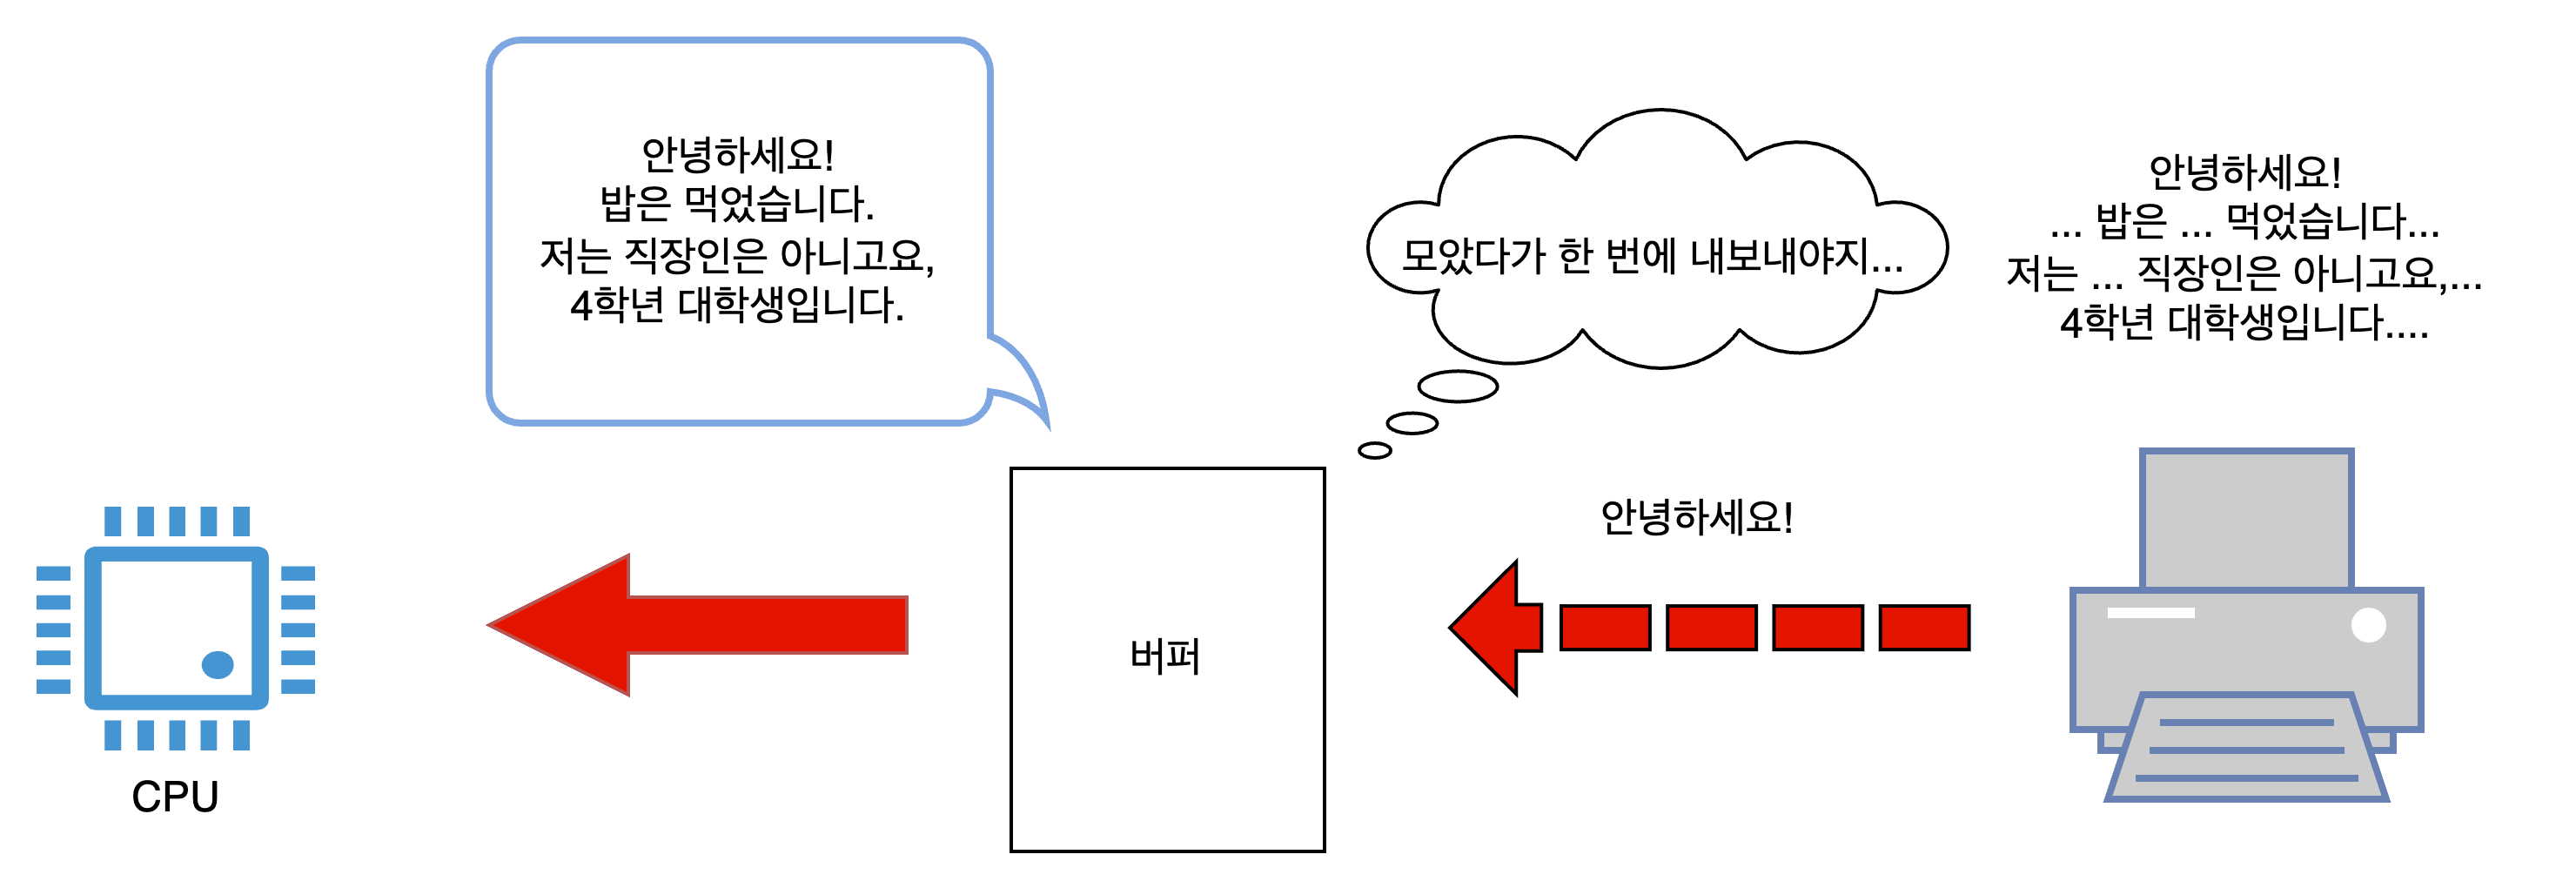 안녕하세요!
밥은 먹었습니다.
저는 직장인은 아니고요,
4학년 대학생입니다.
모았다가 한 번에 내보내야지...
안녕하세요!
... 밥은 ... 먹었습니다...
저는 ... 직장인은 아니고요,...
4학년 대학생입니다....
안녕하세요!
버퍼
CPU